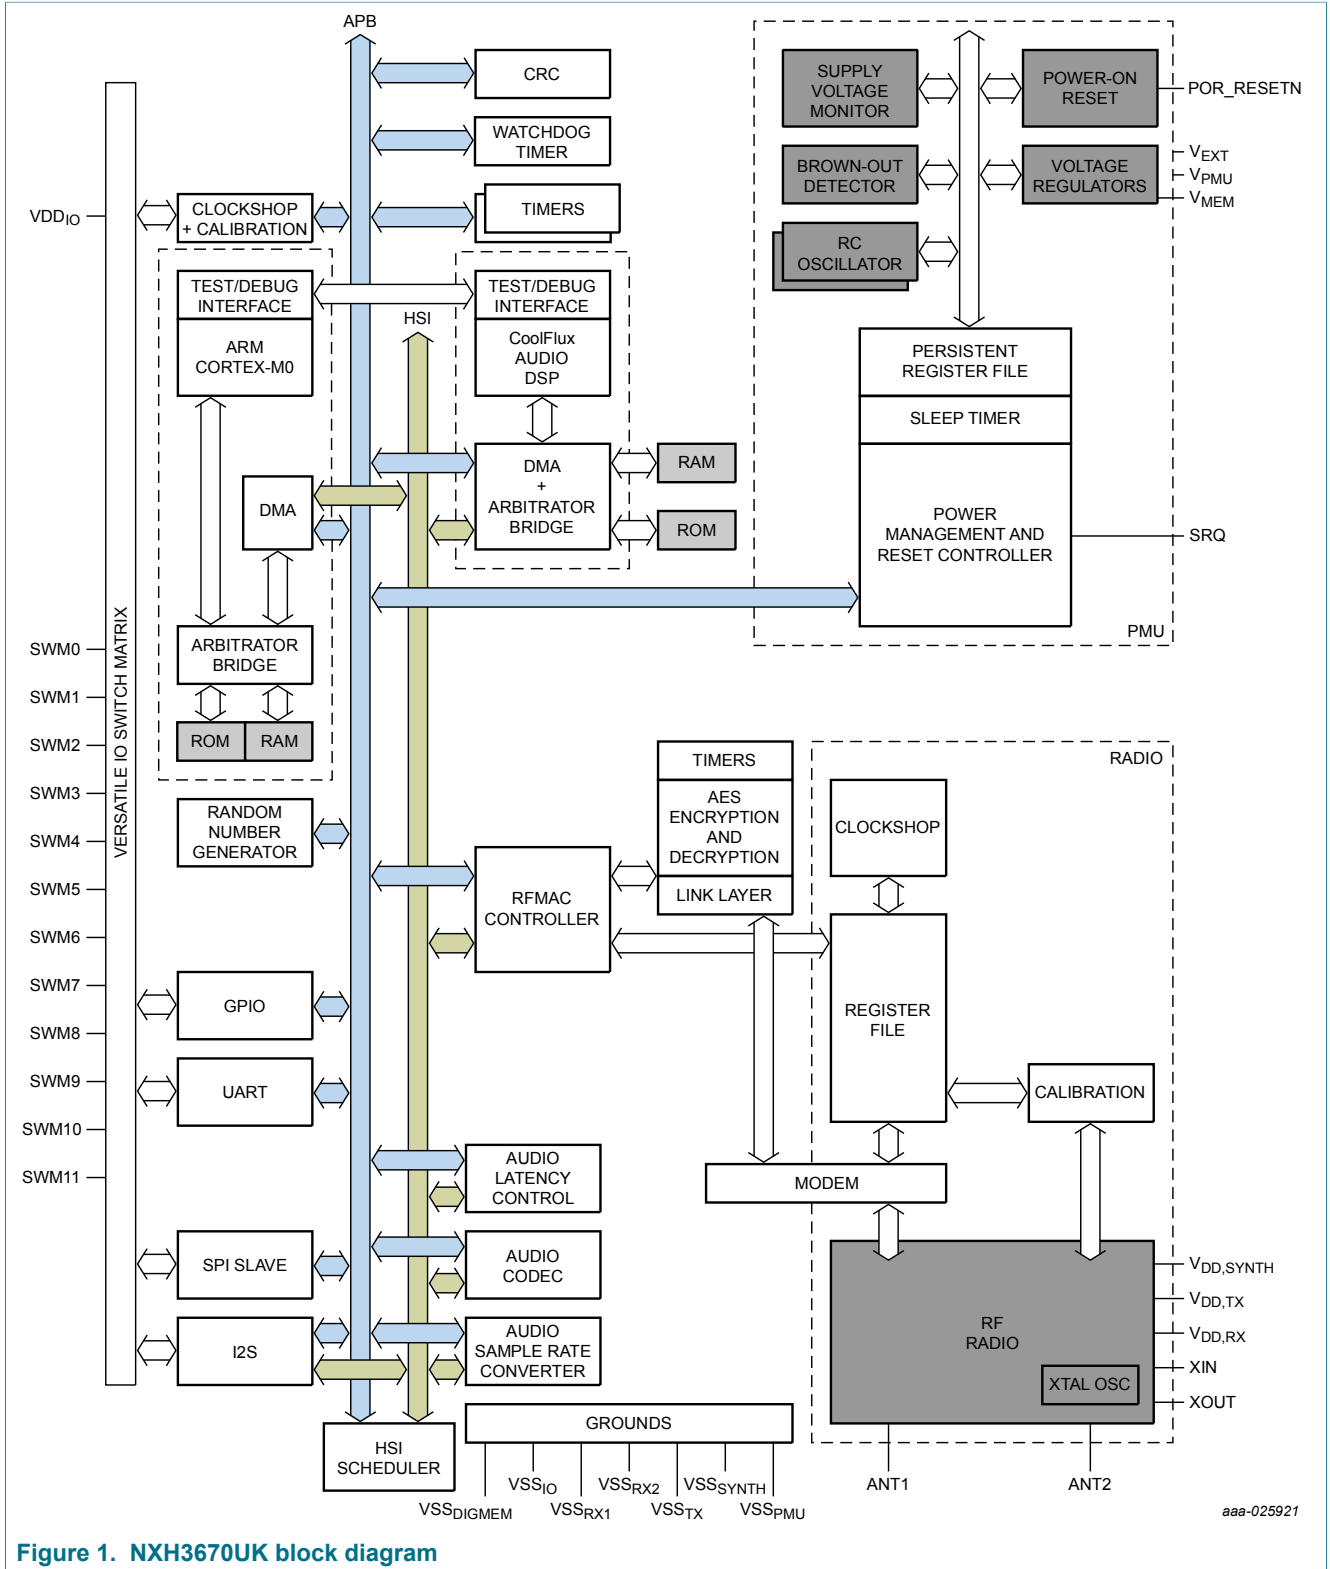 APB
CRC
WATCHDOG
TIMER
TIMERS
VDDIO
CLOCKSHOP
+ CALIBRATION
TEST/DEBUG
INTERFACE
ARM
CORTEX-M0
HSI
TEST/DEBUG
INTERFACE
CoolFlux
AUDIO
DSP
DMA
DMA
+
ARBITRATOR
BRIDGE
RAM
ROM
ARBITRATOR
BRIDGE
ROM
RAM
VERSATILE IO SWITCH MATRIX
SWM0
SWM1
SWM2
SWM3
SWM4
SWM5
SWM6
SWM7
SWM8
SWM9
SWM10
SWM11
RANDOM
NUMBER
GENERATOR
GPIO
UART
SPI SLAVE
I2S
SUPPLY
VOLTAGE
MONITOR
POWER-ON
RESET
POR_RESETN
BROWN-OUT
DETECTOR
VOLTAGE
REGULATORS
VEXT
VPMU
VMEM
RC
OSCILLATOR
PERSISTENT
REGISTER FILE
SLEEP TIMER
POWER
MANAGEMENT AND
RESET CONTROLLER
SRQ
PMU
TIMERS
AES
ENCRYPTION
AND
DECRYPTION
LINK LAYER
RFMAC
CONTROLLER
RADIO
CLOCKSHOP
REGISTER
FILE
CALIBRATION
MODEM
AUDIO
LATENCY
CONTROL
AUDIO
CODEC
AUDIO
SAMPLE RATE
CONVERTER
RF
RADIO
XTAL OSC
VDD,SYNTH
VDD,TX
VDD,RX
XIN
XOUT
HSI
SCHEDULER
GROUNDS
VSSDIGMEM
VSSIO
VSSRX1
VSSRX2
VSSTX
VSSSYNTH
VSSPMU
ANT1
ANT2
aaa-025921
Figure 1. NXH3670UK block diagram